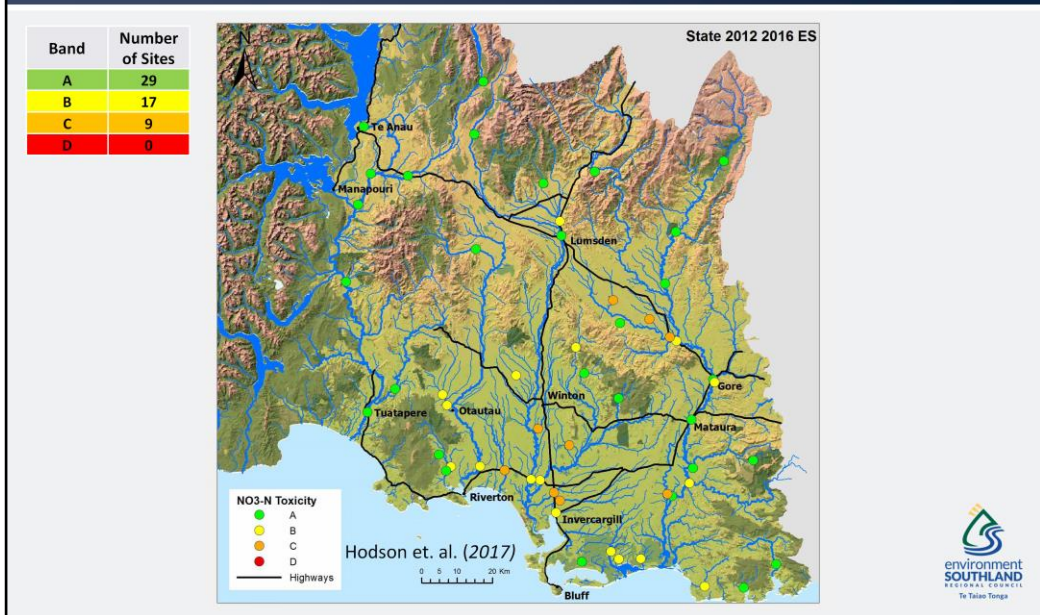 Band Number of Sites
A 29
B 17
C 9
D 0
State 2012 2016 ES
N
Te Anau
Manapouri
Lumsden
Gore
Winton
Tuatapere
Otautau
Mataura
Riverton
Invercargill
Bluff
NO3-N Toxicity
A
B
C
D
Highways
Hodson et. al. (2017)
0 5 10 20 Km
environment
SOUTHLAND
REGIONAL COUNCIL
Te Taiao Tonga